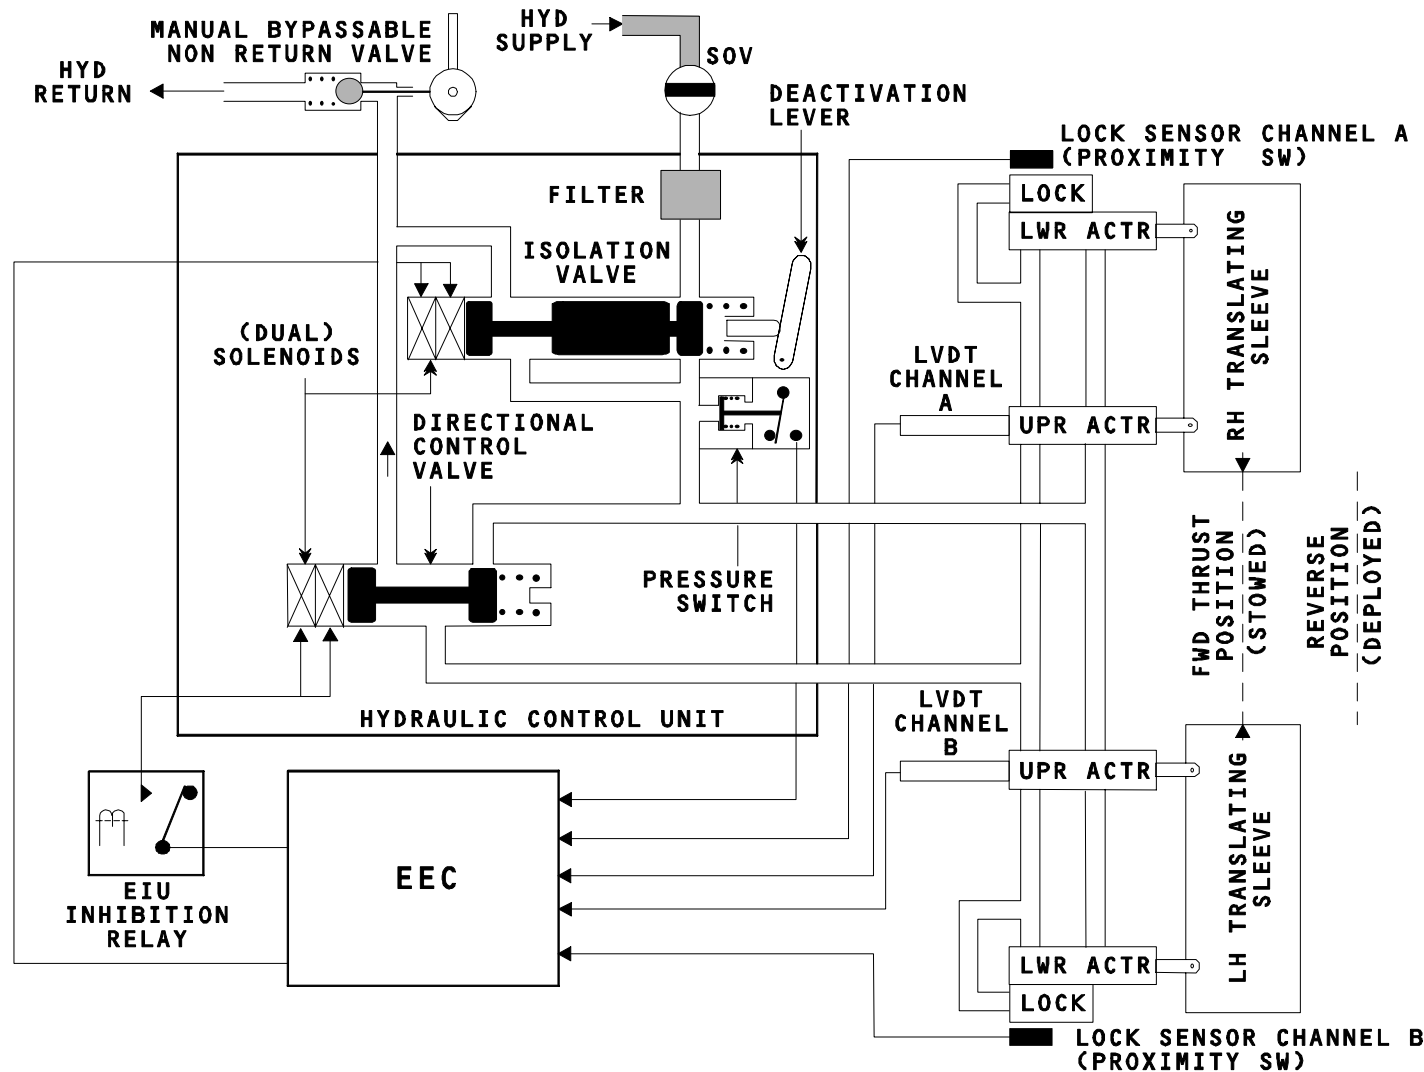 MANUAL BYPASSABLE
NON RETURN VALVE
HYD
SUPPLY
SOV
HYD
RETURN
DEACTIVATION
LEVER
LOCK SENSOR CHANNEL A
(PROXIMITY SW)
FILTER
LOCK
LWR ACTR
RH TRANSLATING
SLEEVE
ISOLATION
VALVE
(DUAL)
SOLENOIDS
LVDT
CHANNEL
A
UPR ACTR
DIRECTIONAL
CONTROL
VALVE
PRESSURE
SWITCH
FWD THRUST
POSITION
(STOWED)
REVERSE
POSITION
(DEPLOYED)
HYDRAULIC CONTROL UNIT
LVDT
CHANNEL
B
UPR ACTR
LH TRANSLATING
SLEEVE
EEC
EIU
INHIBITION
RELAY
LWR ACTR
LOCK
LOCK SENSOR CHANNEL B
(PROXIMITY SW)